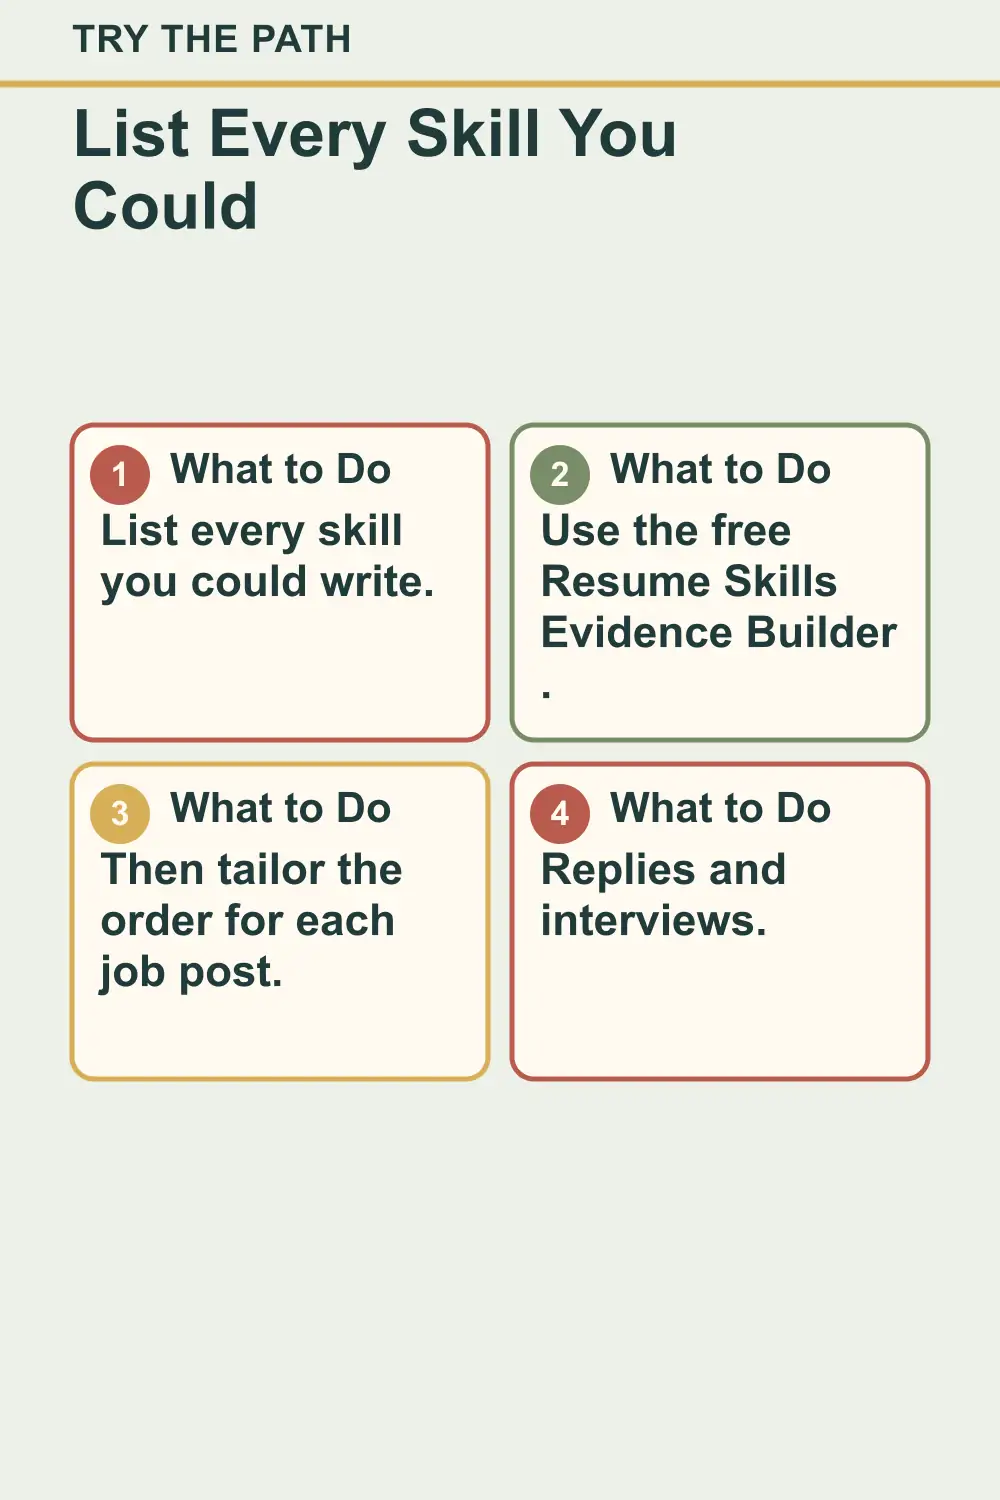 TRY THE PATH
List Every Skill You
Could
1 What to Do
List every skill
you could write.
2 What to Do
Use the free
Resume Skills
Evidence Builder
.
3 What to Do
Then tailor the
order for each
job post.
4 What to Do
Replies and
interviews.